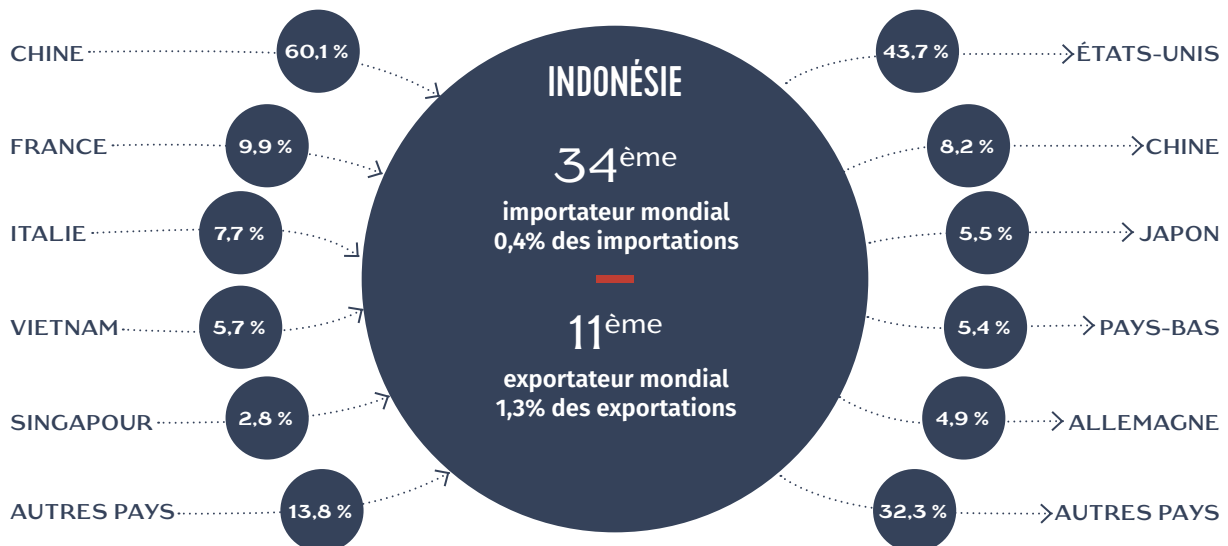 CHINE
60,1 %
FRANCE
9,9 %
ITALIE
7,7 %
VIETNAM
5,7 %
SINGAPOUR
2,8 %
AUTRES PAYS
13,8 %
INDONÉSIE
34ème
importateur mondial
0,4% des importations
11ème
exportateur mondial
1,3% des exportations
43,7 %
ÉTATS-UNIS
8,2 %
CHINE
5,5 %
JAPON
5,4 %
PAYS-BAS
4,9 %
ALLEMAGNE
32,3 %
AUTRES PAYS